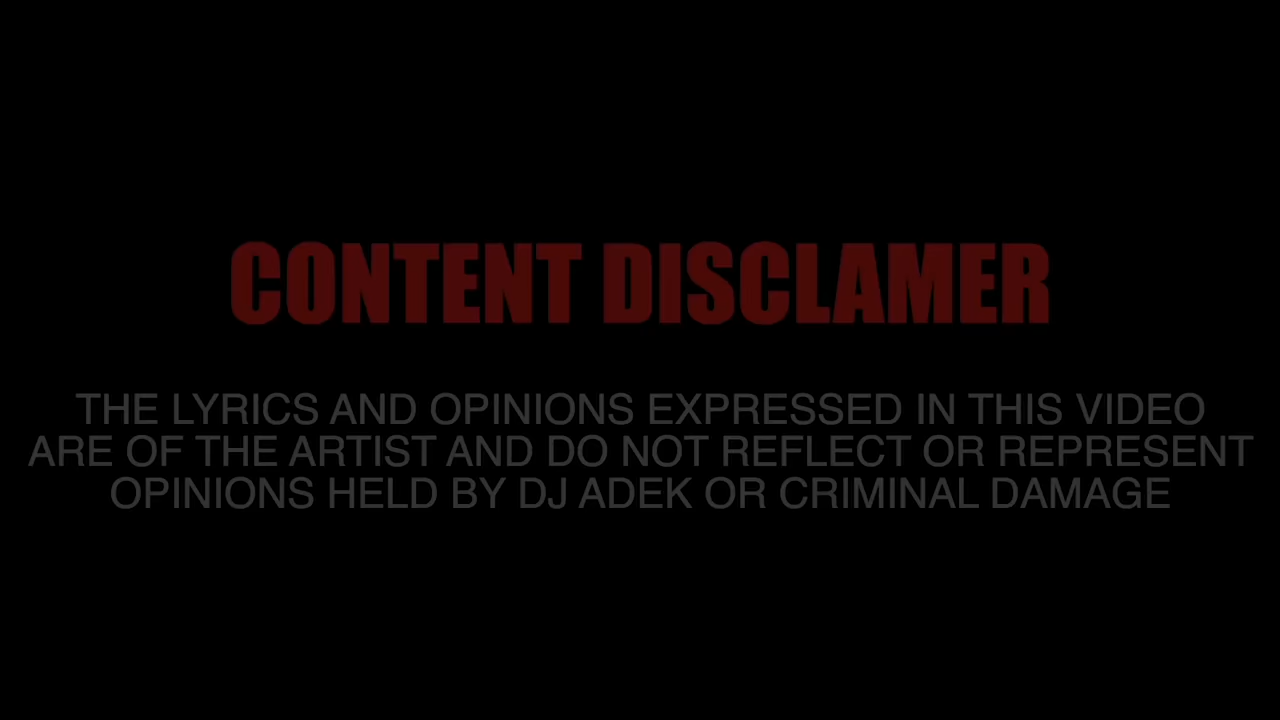 CONTENT DISCLAMER
THE LYRICS AND OPINIONS EXPRESSED IN THIS VIDEO
ARE OF THE ARTIST AND DO NOT REFLECT OR REPRESENT
OPINIONS HELD BY DJ ADEK OR CRIMINAL DAMAGE